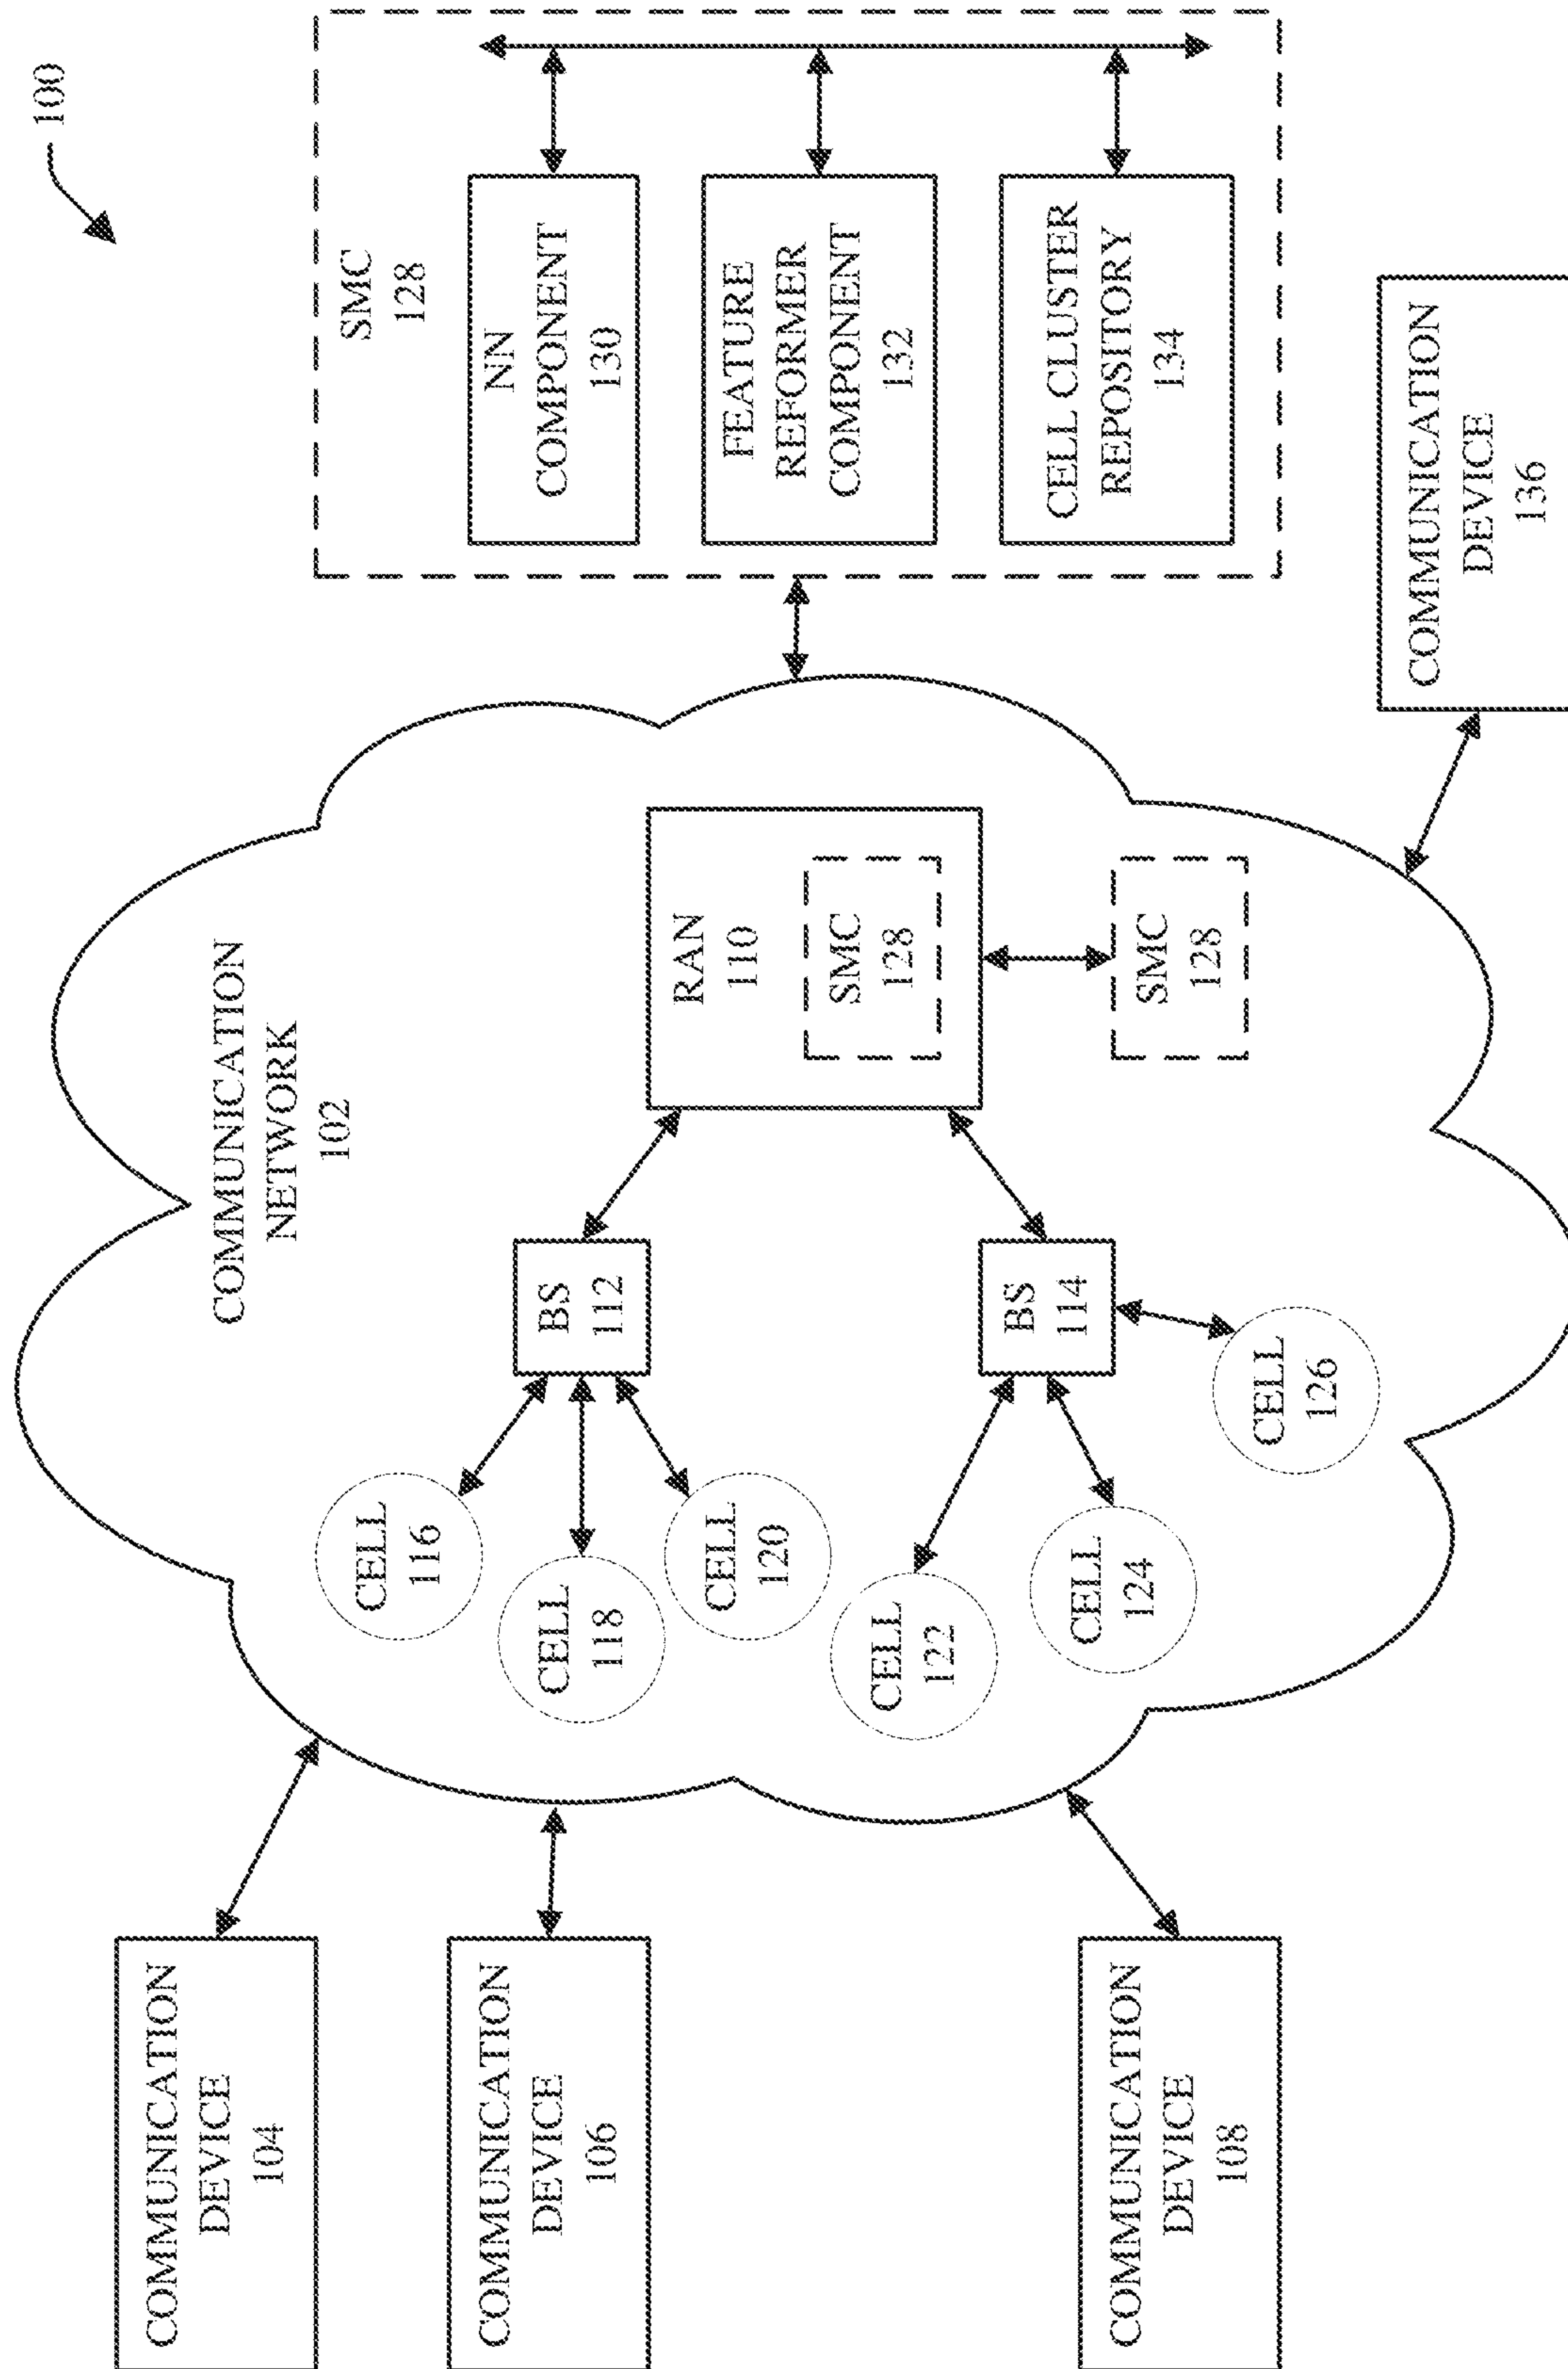 100
COMMUNICATION
DEVICE
104
COMMUNICATION
DEVICE
106
COMMUNICATION
DEVICE
108
COMMUNICATION
NETWORK
102
CELL
116
CELL
118
CELL
120
CELL
122
CELL
124
CELL
126
BS
112
BS
114
RAN
110
SMC
128
SMC
128
SMC
128
NN
COMPONENT
130
FEATURE
REFORMER
COMPONENT
132
CELL CLUSTER
REPOSITORY
134
COMMUNICATION
DEVICE
136